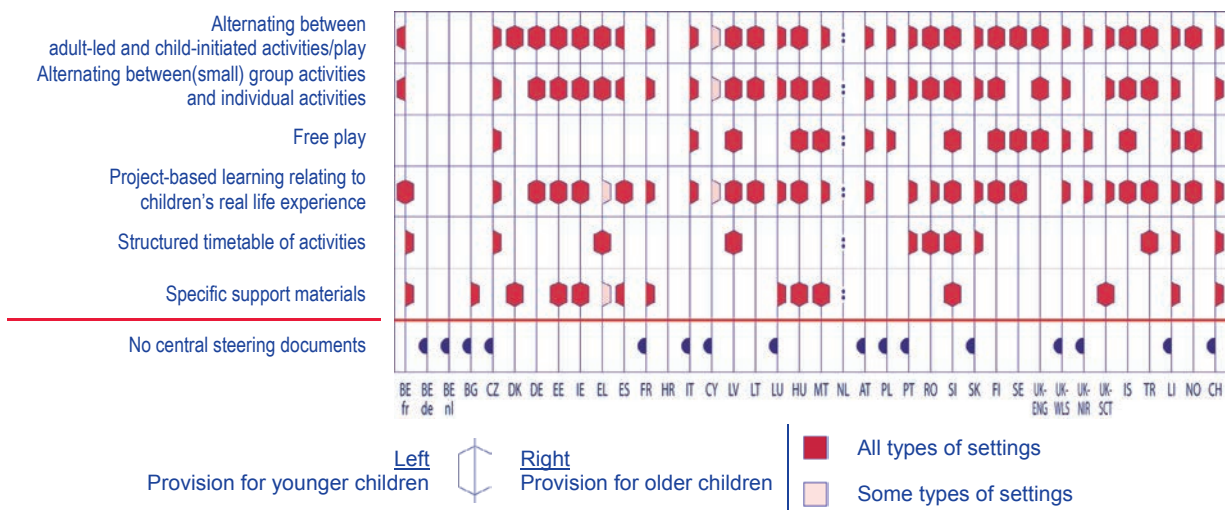 Alternating between
adult-led and child-initiated activities/play
Alternating between(small) group activities
and individual activities
Free play
Project-based learning relating to
children's real life experience
Structured timetable of activities
Specific support materials
No central steering documents
BE fr BE de BE nl BG CZ DK DE EE IE EL ES FR HR IT CY LV LT LU HU MT NL AT PL PT RO SI SK FI SE UK-ENG UK-WLS UK-NIR UK-SCT IS TR LI NO CH
Left
Provision for younger children
Right
Provision for older children
All types of settings
Some types of settings